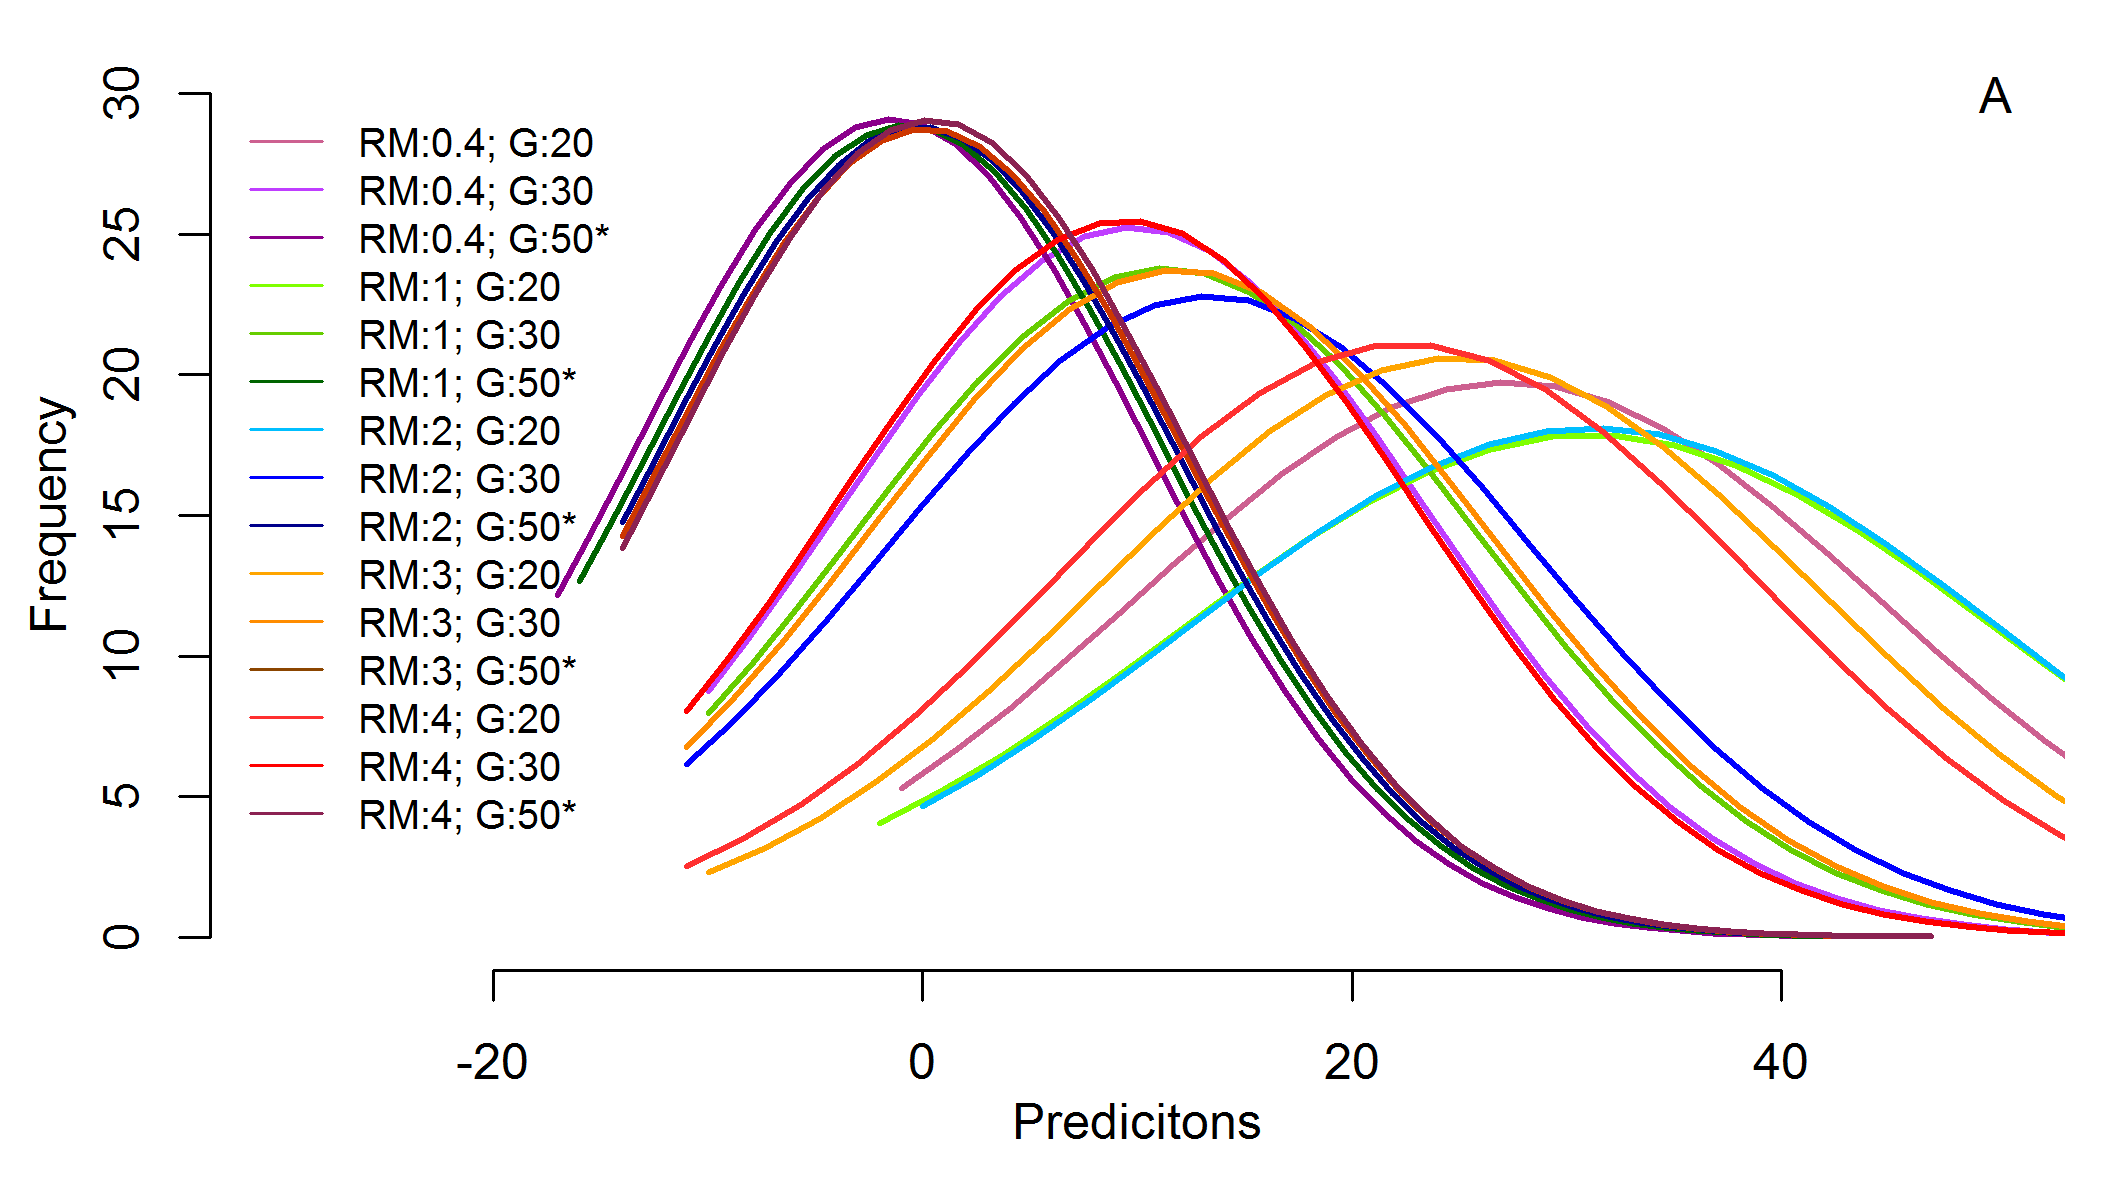 A
30
25
20
15
10
5
0
Frequency
RM:0.4; G:20
RM:0.4; G:30
RM:0.4; G:50*
RM:1; G:20
RM:1; G:30
RM:1; G:50*
RM:2; G:20
RM:2; G:30
RM:2; G:50*
RM:3; G:20
RM:3; G:30
RM:3; G:50*
RM:4; G:20
RM:4; G:30
RM:4; G:50*
-20 0 20 40
Predicitons